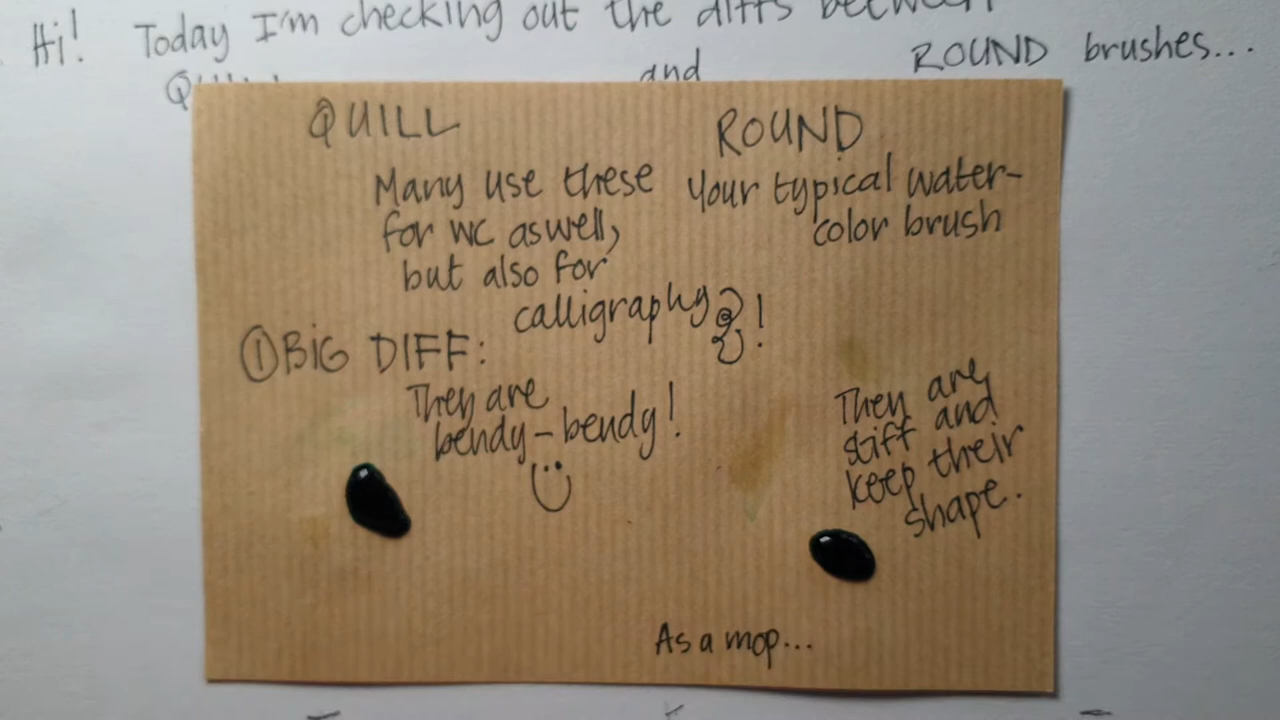 Hi! Today I'm checking out the diffs between
and ROUND brushes...
QUILL
Many use these
for wc aswell,
but also for
calligraphy!
ROUND
Your typical water-
color brush
① BIG DIFF:
They are
bendy-bendy!
They are
stiff and
keep their
shape.
As a mop...